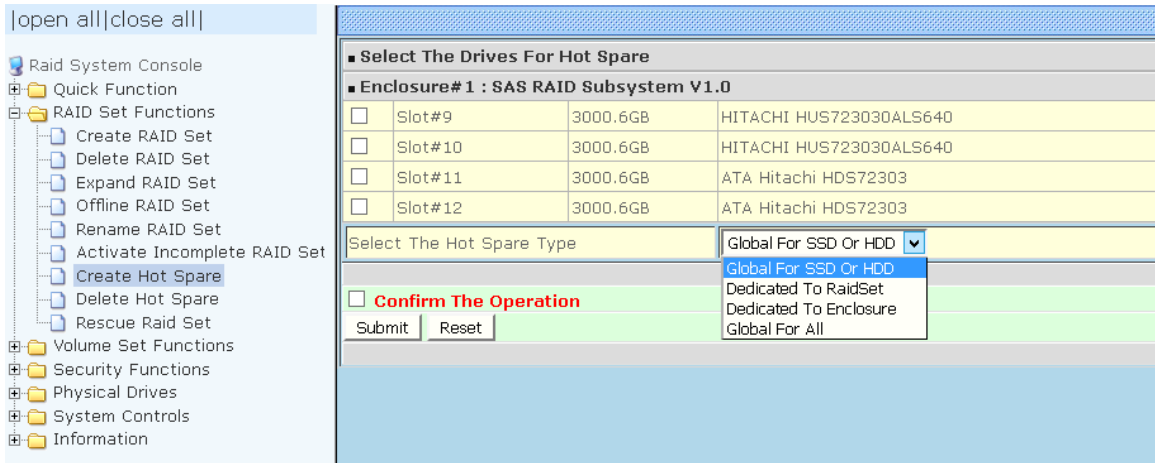 |open all|close all|
Raid System Console
Quick Function
RAID Set Functions
Create RAID Set
Delete RAID Set
Expand RAID Set
Offline RAID Set
Rename RAID Set
Activate Incomplete RAID Set
Create Hot Spare
Delete Hot Spare
Rescue Raid Set
Volume Set Functions
Security Functions
Physical Drives
System Controls
Information
Select The Drives For Hot Spare
Enclosure#1 : SAS RAID Subsystem V1.0
Slot#9 3000.6GB HITACHI HUS723030ALS640
Slot#10 3000.6GB HITACHI HUS723030ALS640
Slot#11 3000.6GB ATA Hitachi HDS72303
Slot#12 3000.6GB ATA Hitachi HDS72303
Select The Hot Spare Type Global For SSD Or HDD
Global For SSD Or HDD
Dedicated To RaidSet
Dedicated To Enclosure
Global For All
Confirm The Operation
Submit Reset